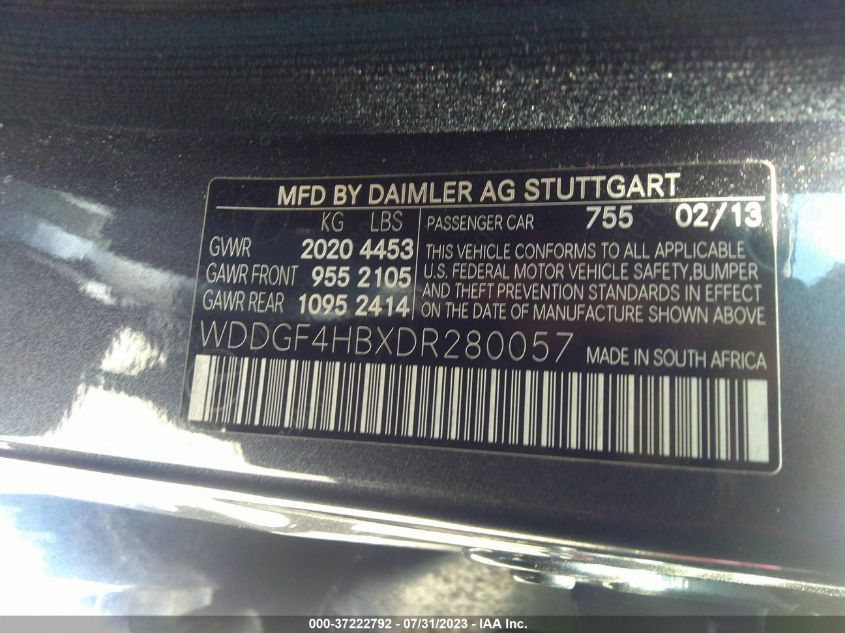 MFD BY DAIMLER AG STUTTGART
KG LBS
GVWR 2020 4453
GAWR FRONT 955 2105
GAWR REAR 1095 2414
PASSENGER CAR 755 02/13
THIS VEHICLE CONFORMS TO ALL APPLICABLE
U.S. FEDERAL MOTOR VEHICLE SAFETY,BUMPER
AND THEFT PREVENTION STANDARDS IN EFFECT
ON THE DATE OF MANUFACTURE SHOWN ABOVE
WDDGF4HBXDR280057 MADE IN SOUTH AFRICA
000-37222792 - 07/31/2023 - © IAA Inc.